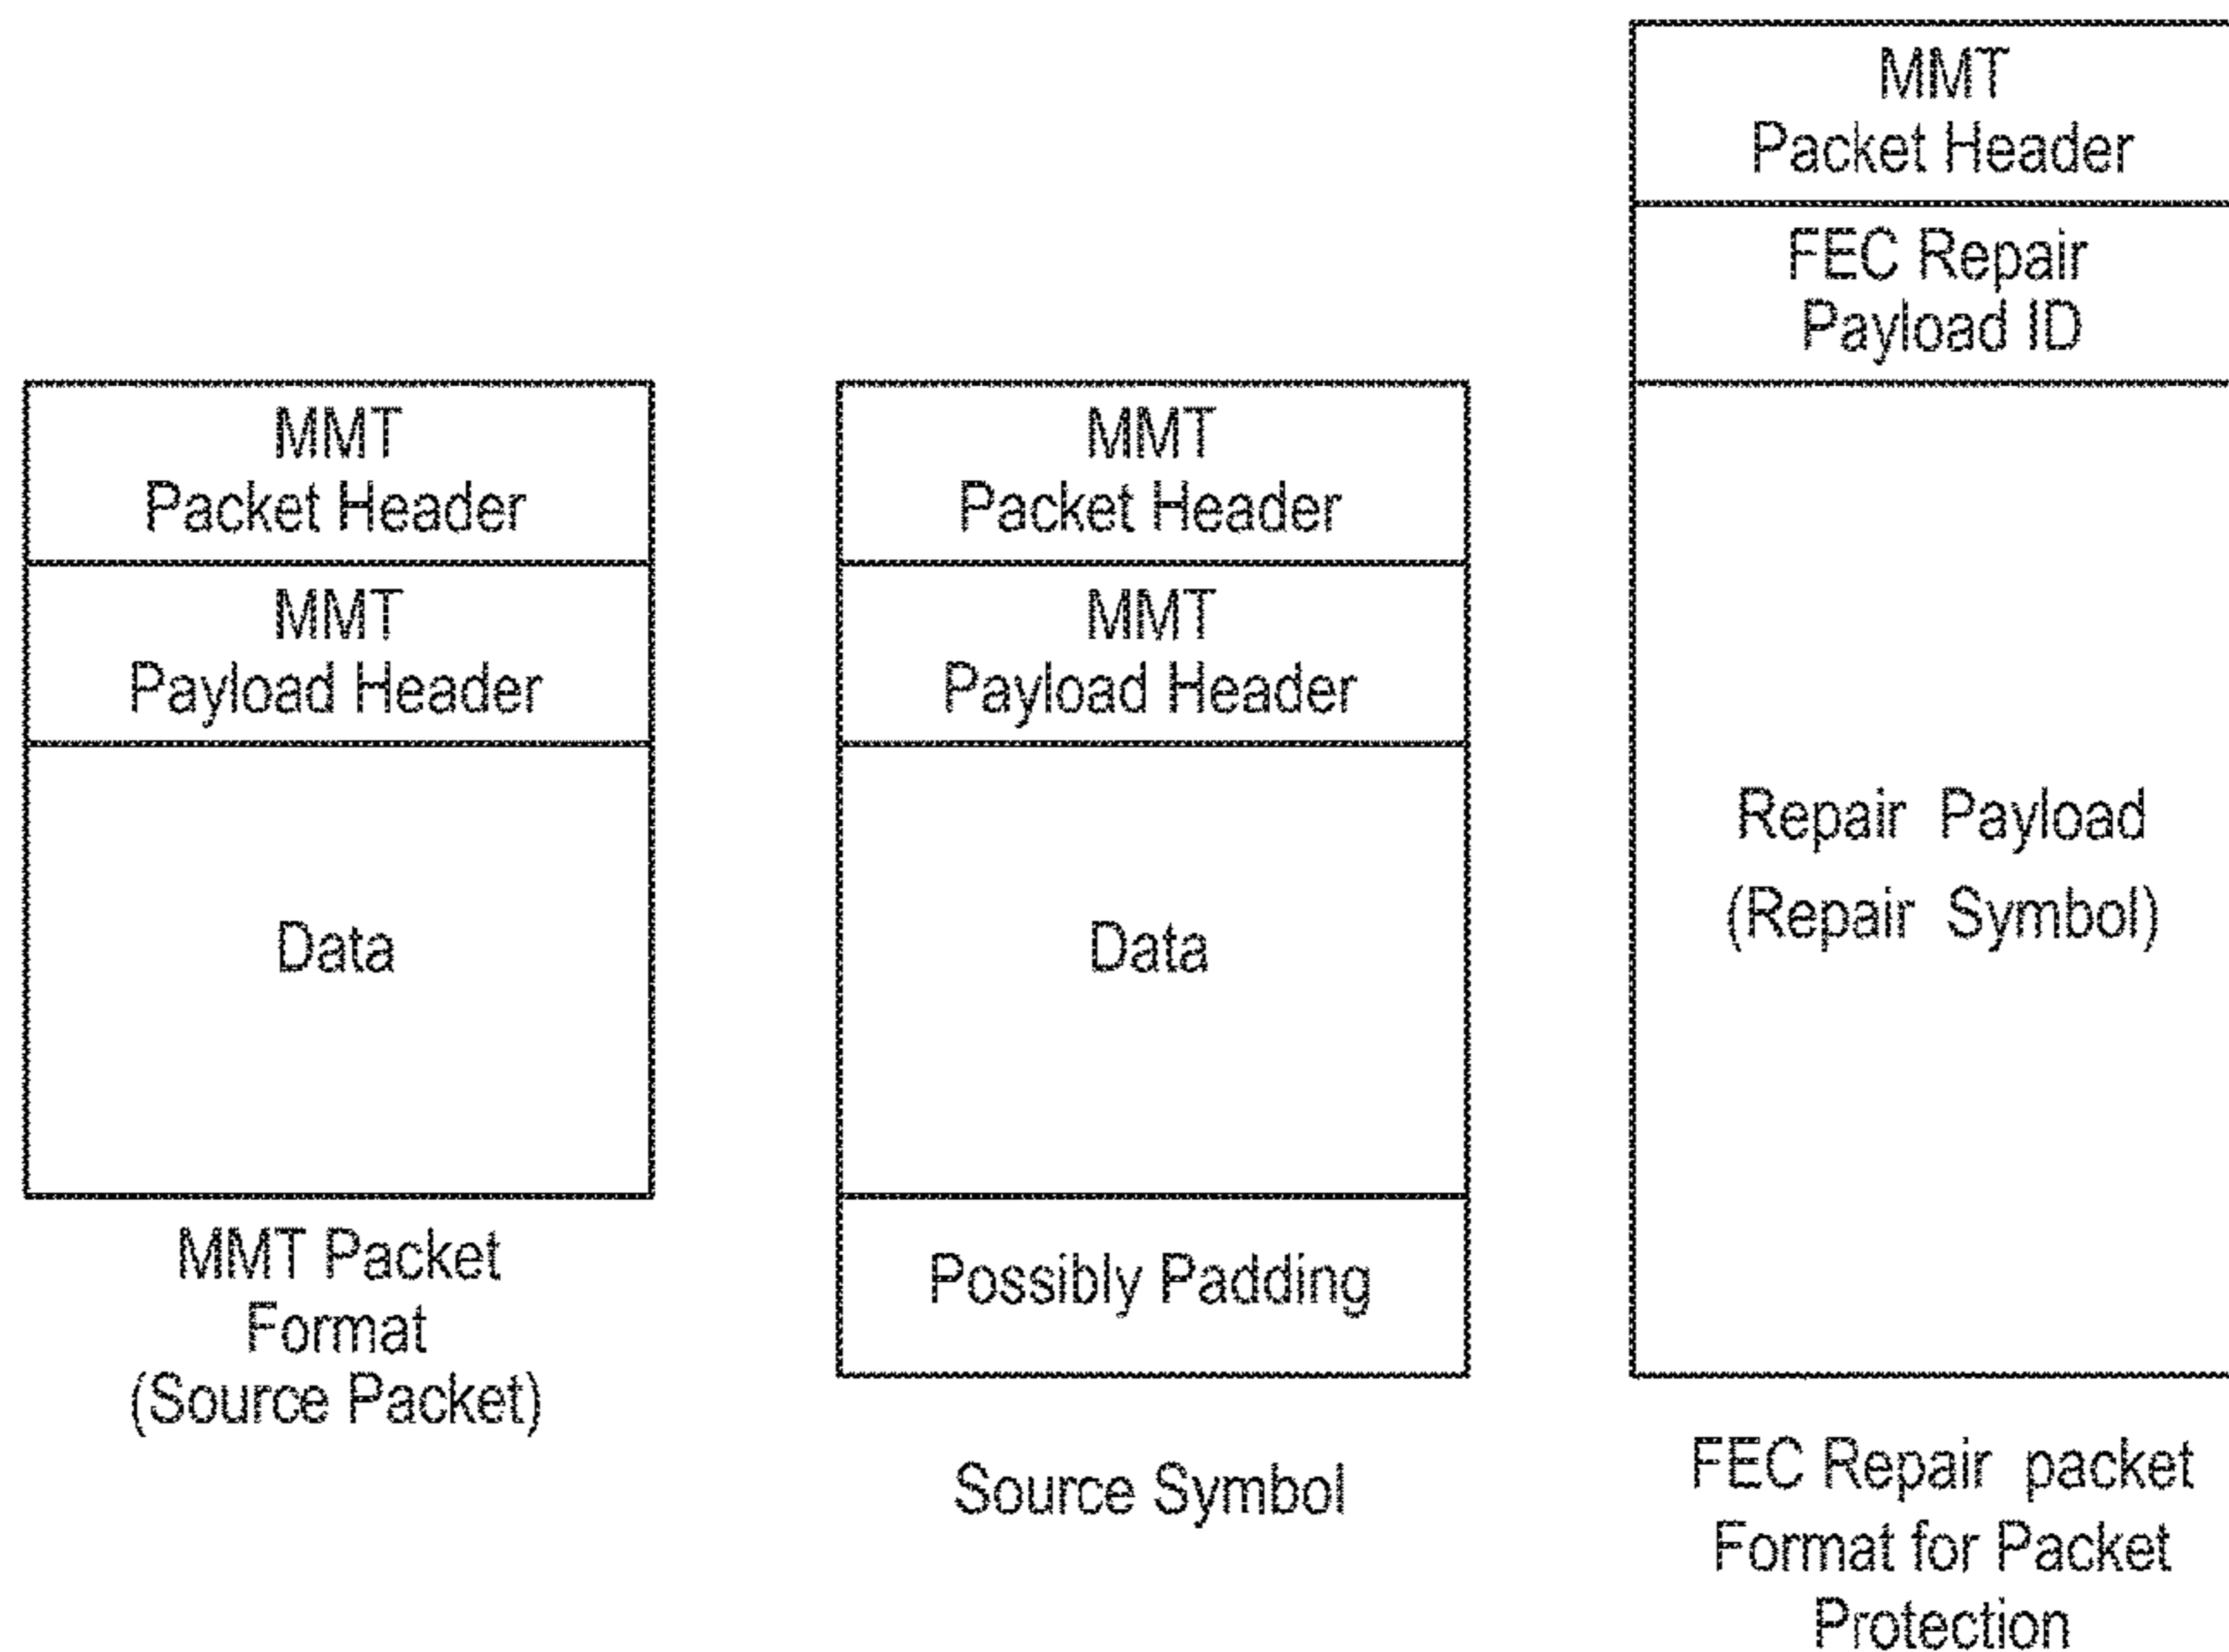 MMT
Packet Header
MMT
Payload Header
Data
MMT Packet
Format
(Source Packet)
MMT
Packet Header
MMT
Payload Header
Data
Possibly Padding
Source Symbol
MMT
Packet Header
FEC Repair
Payload ID
Repair Payload
(Repair Symbol)
FEC Repair packet
Format for Packet
Protection